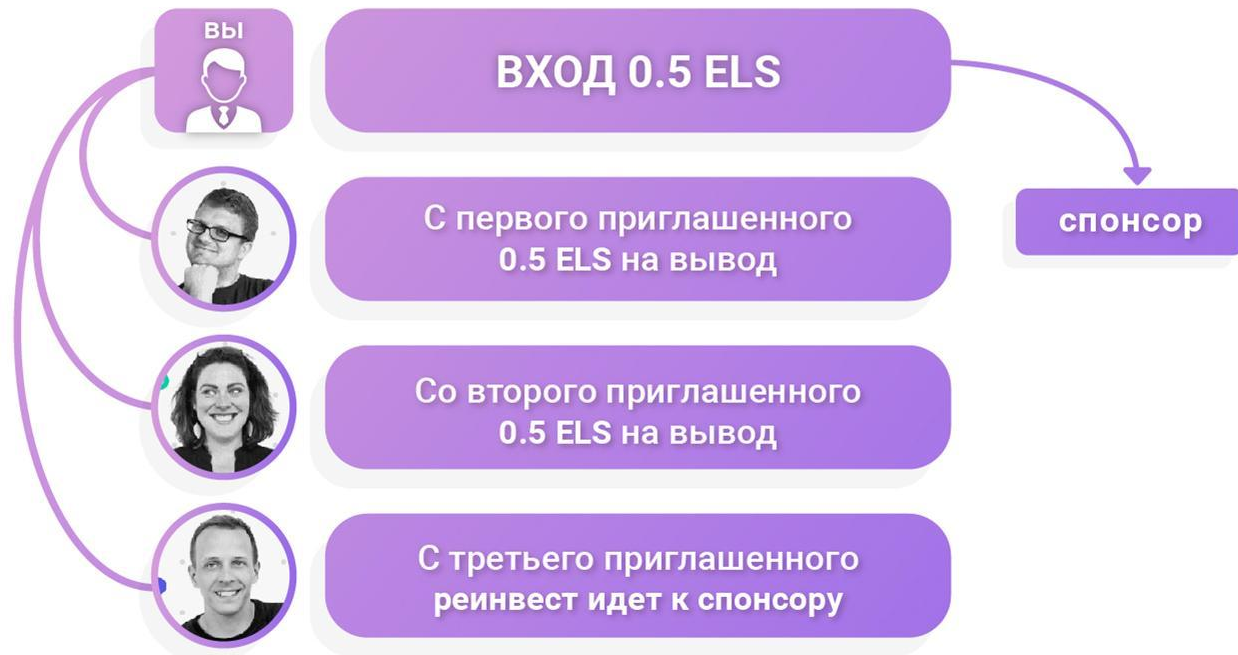 ВЫ
ВХОД 0.5 ELS
спонсор
С первого приглашенного
0.5 ELS на вывод
Со второго приглашенного
0.5 ELS на вывод
С третьего приглашенного
реинвест идет к спонсору